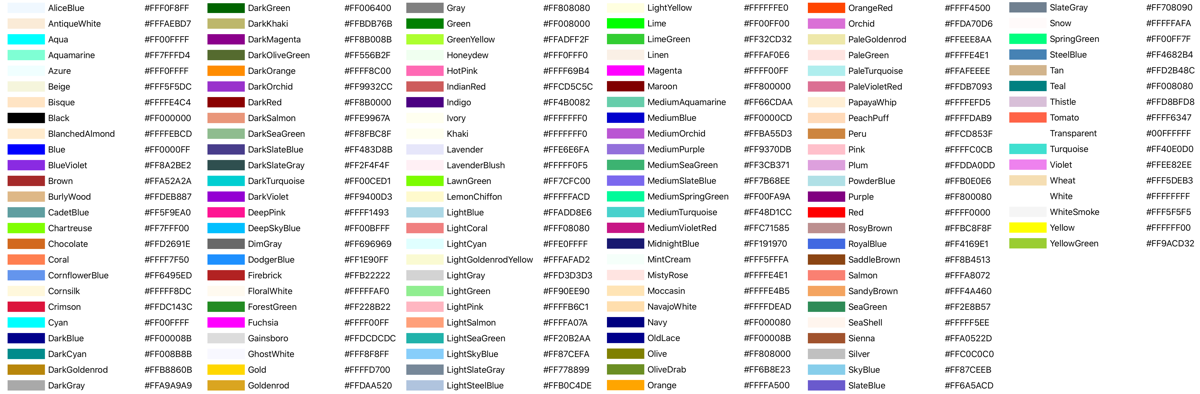 AliceBlue #FFF0F8FF
AntiqueWhite #FFFAEBD7
Aqua #FF00FFFF
Aquamarine #FF7FFFD4
Azure #FFF0FFFF
Beige #FFF5F5DC
Bisque #FFFFE4C4
Black #FF000000
BlanchedAlmond #FFFFEBCD
Blue #FF0000FF
BlueViolet #FF8A2BE2
Brown #FFA52A2A
BurlyWood #FFDEB887
CadetBlue #FF5F9EA0
Chartreuse #FF7FFF00
Chocolate #FFD2691E
Coral #FFFF7F50
CornflowerBlue #FF6495ED
Cornsilk #FFFFF8DC
Crimson #FFDC143C
Cyan #FF00FFFF
DarkBlue #FF00008B
DarkCyan #FF008B8B
DarkGoldenrod #FFB8860B
DarkGray #FFA9A9A9
DarkGreen #FF006400
DarkKhaki #FFBDB76B
DarkMagenta #FF8B008B
DarkOliveGreen #FF556B2F
DarkOrange #FFFF8C00
DarkOrchid #FF9932CC
DarkRed #FF8B0000
DarkSalmon #FFE9967A
DarkSeaGreen #FF8FBC8F
DarkSlateBlue #FF483D8B
DarkSlateGray #FF2F4F4F
DarkTurquoise #FF00CED1
DarkViolet #FF9400D3
DeepPink #FFFF1493
DeepSkyBlue #FF00BFFF
DimGray #FF696969
DodgerBlue #FF1E90FF
Firebrick #FFB22222
FloralWhite #FFFFFAF0
ForestGreen #FF228B22
Fuchsia #FFFF00FF
Gainsboro #FFDCDCDC
GhostWhite #FFF8F8FF
Gold #FFFFD700
Goldenrod #FFDAA520
Gray #FF808080
Green #FF008000
GreenYellow #FFADFF2F
Honeydew #FFF0FFF0
HotPink #FFFF69B4
IndianRed #FFCD5C5C
Indigo #FF4B0082
Ivory #FFFFFFF0
Khaki #FFFFFFF0
Lavender #FFE6E6FA
LavenderBlush #FFFFF0F5
LawnGreen #FF7CFC00
LemonChiffon #FFFFFACD
LightBlue #FFADD8E6
LightCoral #FFF08080
LightCyan #FFE0FFFF
LightGoldenrodYellow #FFFAFAD2
LightGray #FFD3D3D3
LightGreen #FF90EE90
LightPink #FFFFB6C1
LightSalmon #FFFFA07A
LightSeaGreen #FF20B2AA
LightSkyBlue #FF87CEFA
LightSlateGray #FF778899
LightSteelBlue #FFB0C4DE
LightYellow #FFFFFFE0
Lime #FF00FF00
LimeGreen #FF32CD32
Linen #FFFAF0E6
Magenta #FFFF00FF
Maroon #FF800000
MediumAquamarine #FF66CDAA
MediumBlue #FF0000CD
MediumOrchid #FFBA55D3
MediumPurple #FF9370DB
MediumSeaGreen #FF3CB371
MediumSlateBlue #FF7B68EE
MediumSpringGreen #FF00FA9A
MediumTurquoise #FF48D1CC
MediumVioletRed #FFC71585
MidnightBlue #FF191970
MintCream #FFF5FFFA
MistyRose #FFFFE4E1
Moccasin #FFFFE4B5
NavajoWhite #FFFFDEAD
Navy #FF000080
OldLace #FF00008B
Olive #FF808000
OliveDrab #FF6B8E23
Orange #FFFFA500
OrangeRed #FFFF4500
Orchid #FFDA70D6
PaleGoldenrod #FFEEE8AA
PaleGreen #FFFFE4E1
PaleTurquoise #FFAFEEEE
PaleVioletRed #FFDB7093
PapayaWhip #FFFFEFD5
PeachPuff #FFFFDAB9
Peru #FFCD853F
Pink #FFFFC0CB
Plum #FFDDA0DD
PowderBlue #FFB0E0E6
Purple #FF800080
Red #FFFF0000
RosyBrown #FFBC8F8F
RoyalBlue #FF4169E1
SaddleBrown #FF8B4513
Salmon #FFFA8072
SandyBrown #FFF4A460
SeaGreen #FF2E8B57
SeaShell #FFFFF5EE
Sienna #FFA0522D
Silver #FFC0C0C0
SkyBlue #FF87CEEB
SlateBlue #FF6A5ACD
SlateGray #FF708090
Snow #FFFFFAFA
SpringGreen #FF00FF7F
SteelBlue #FF4682B4
Tan #FFD2B48C
Teal #FF008080
Thistle #FFD8BFD8
Tomato #FFFF6347
Transparent #00FFFFFF
Turquoise #FF40E0D0
Violet #FFEE82EE
Wheat #FFF5DEB3
White #FFFFFFFF
WhiteSmoke #FFF5F5F5
Yellow #FFFFFF00
YellowGreen #FF9ACD32